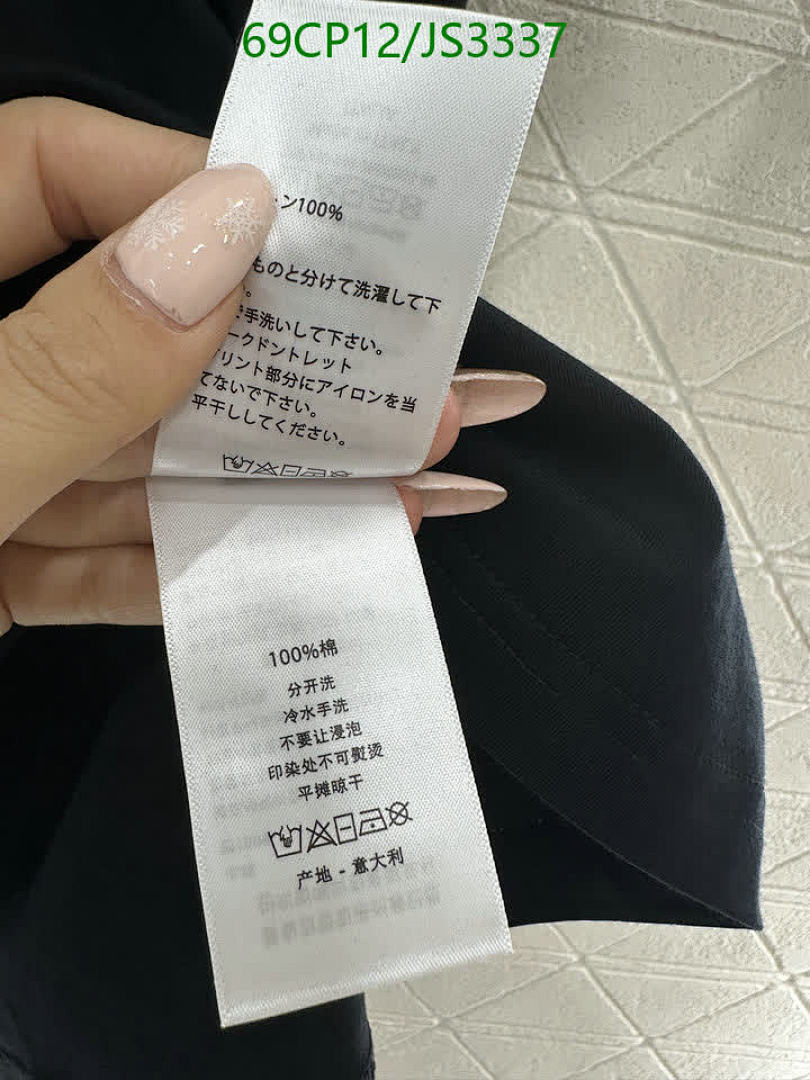 69CP12/JS3337
ン100%
ものと分けて洗濯して下
い。
手洗いして下さい。
ークドントレット
リント部分にアイロンを当
てないで下さい。
平干ししてください。
100%棉
分开洗
冷水手洗
不要让浸泡
印染处不可熨烫
平摊晾干
产地 - 意大利